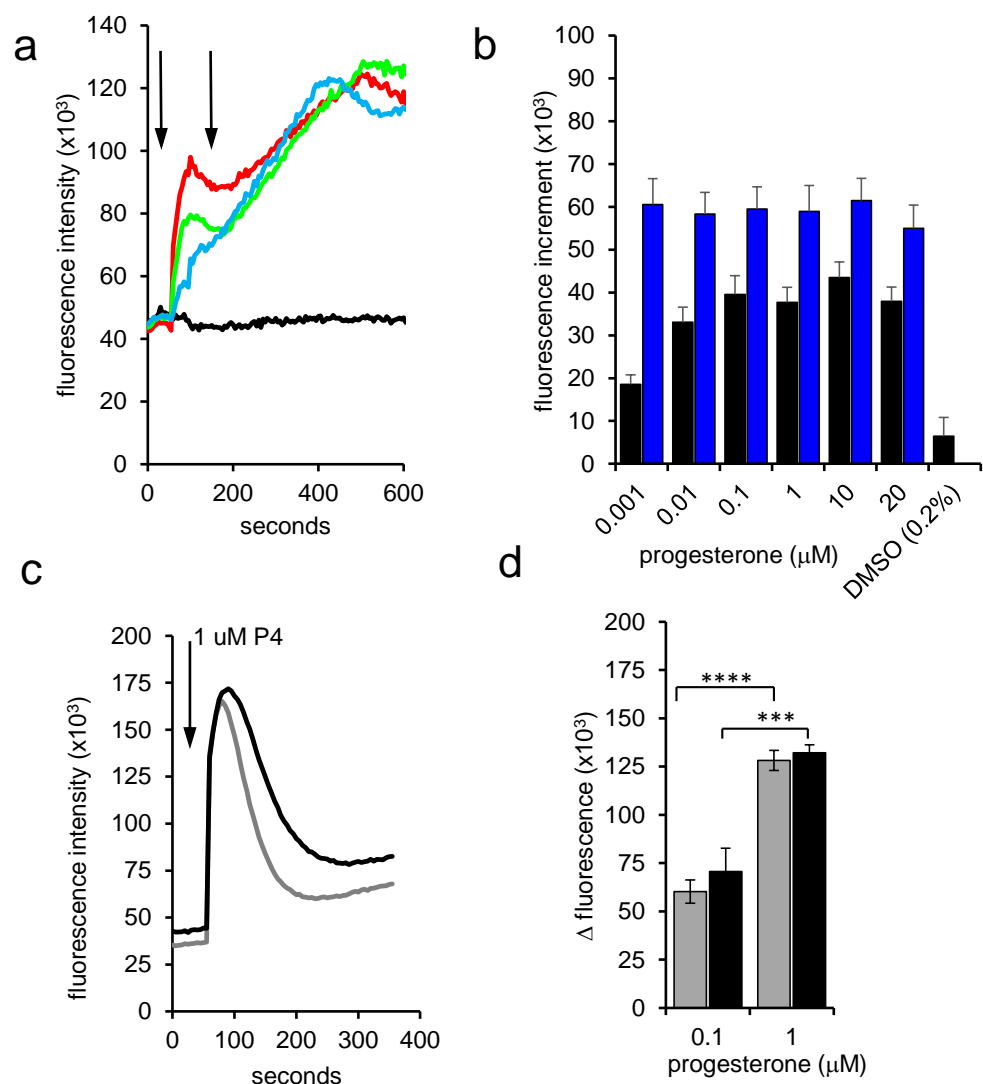 a
fluorescence intensity (x10³)
140
120
100
80
60
40
20
0
0 200 400 600
seconds
b
fluorescence increment (x10³)
100
90
80
70
60
50
40
30
20
10
0
0.001 0.01 0.1 1 10 20 DMSO (0.2%)
progesterone (μM)
c
fluorescence intensity (x10³)
200
175
150
125
100
75
50
25
0
1 uM P4
0 100 200 300 400
seconds
d
Δ fluorescence (x10³)
200
175
150
125
100
75
50
25
0
****
***
0.1 1
progesterone (μM)